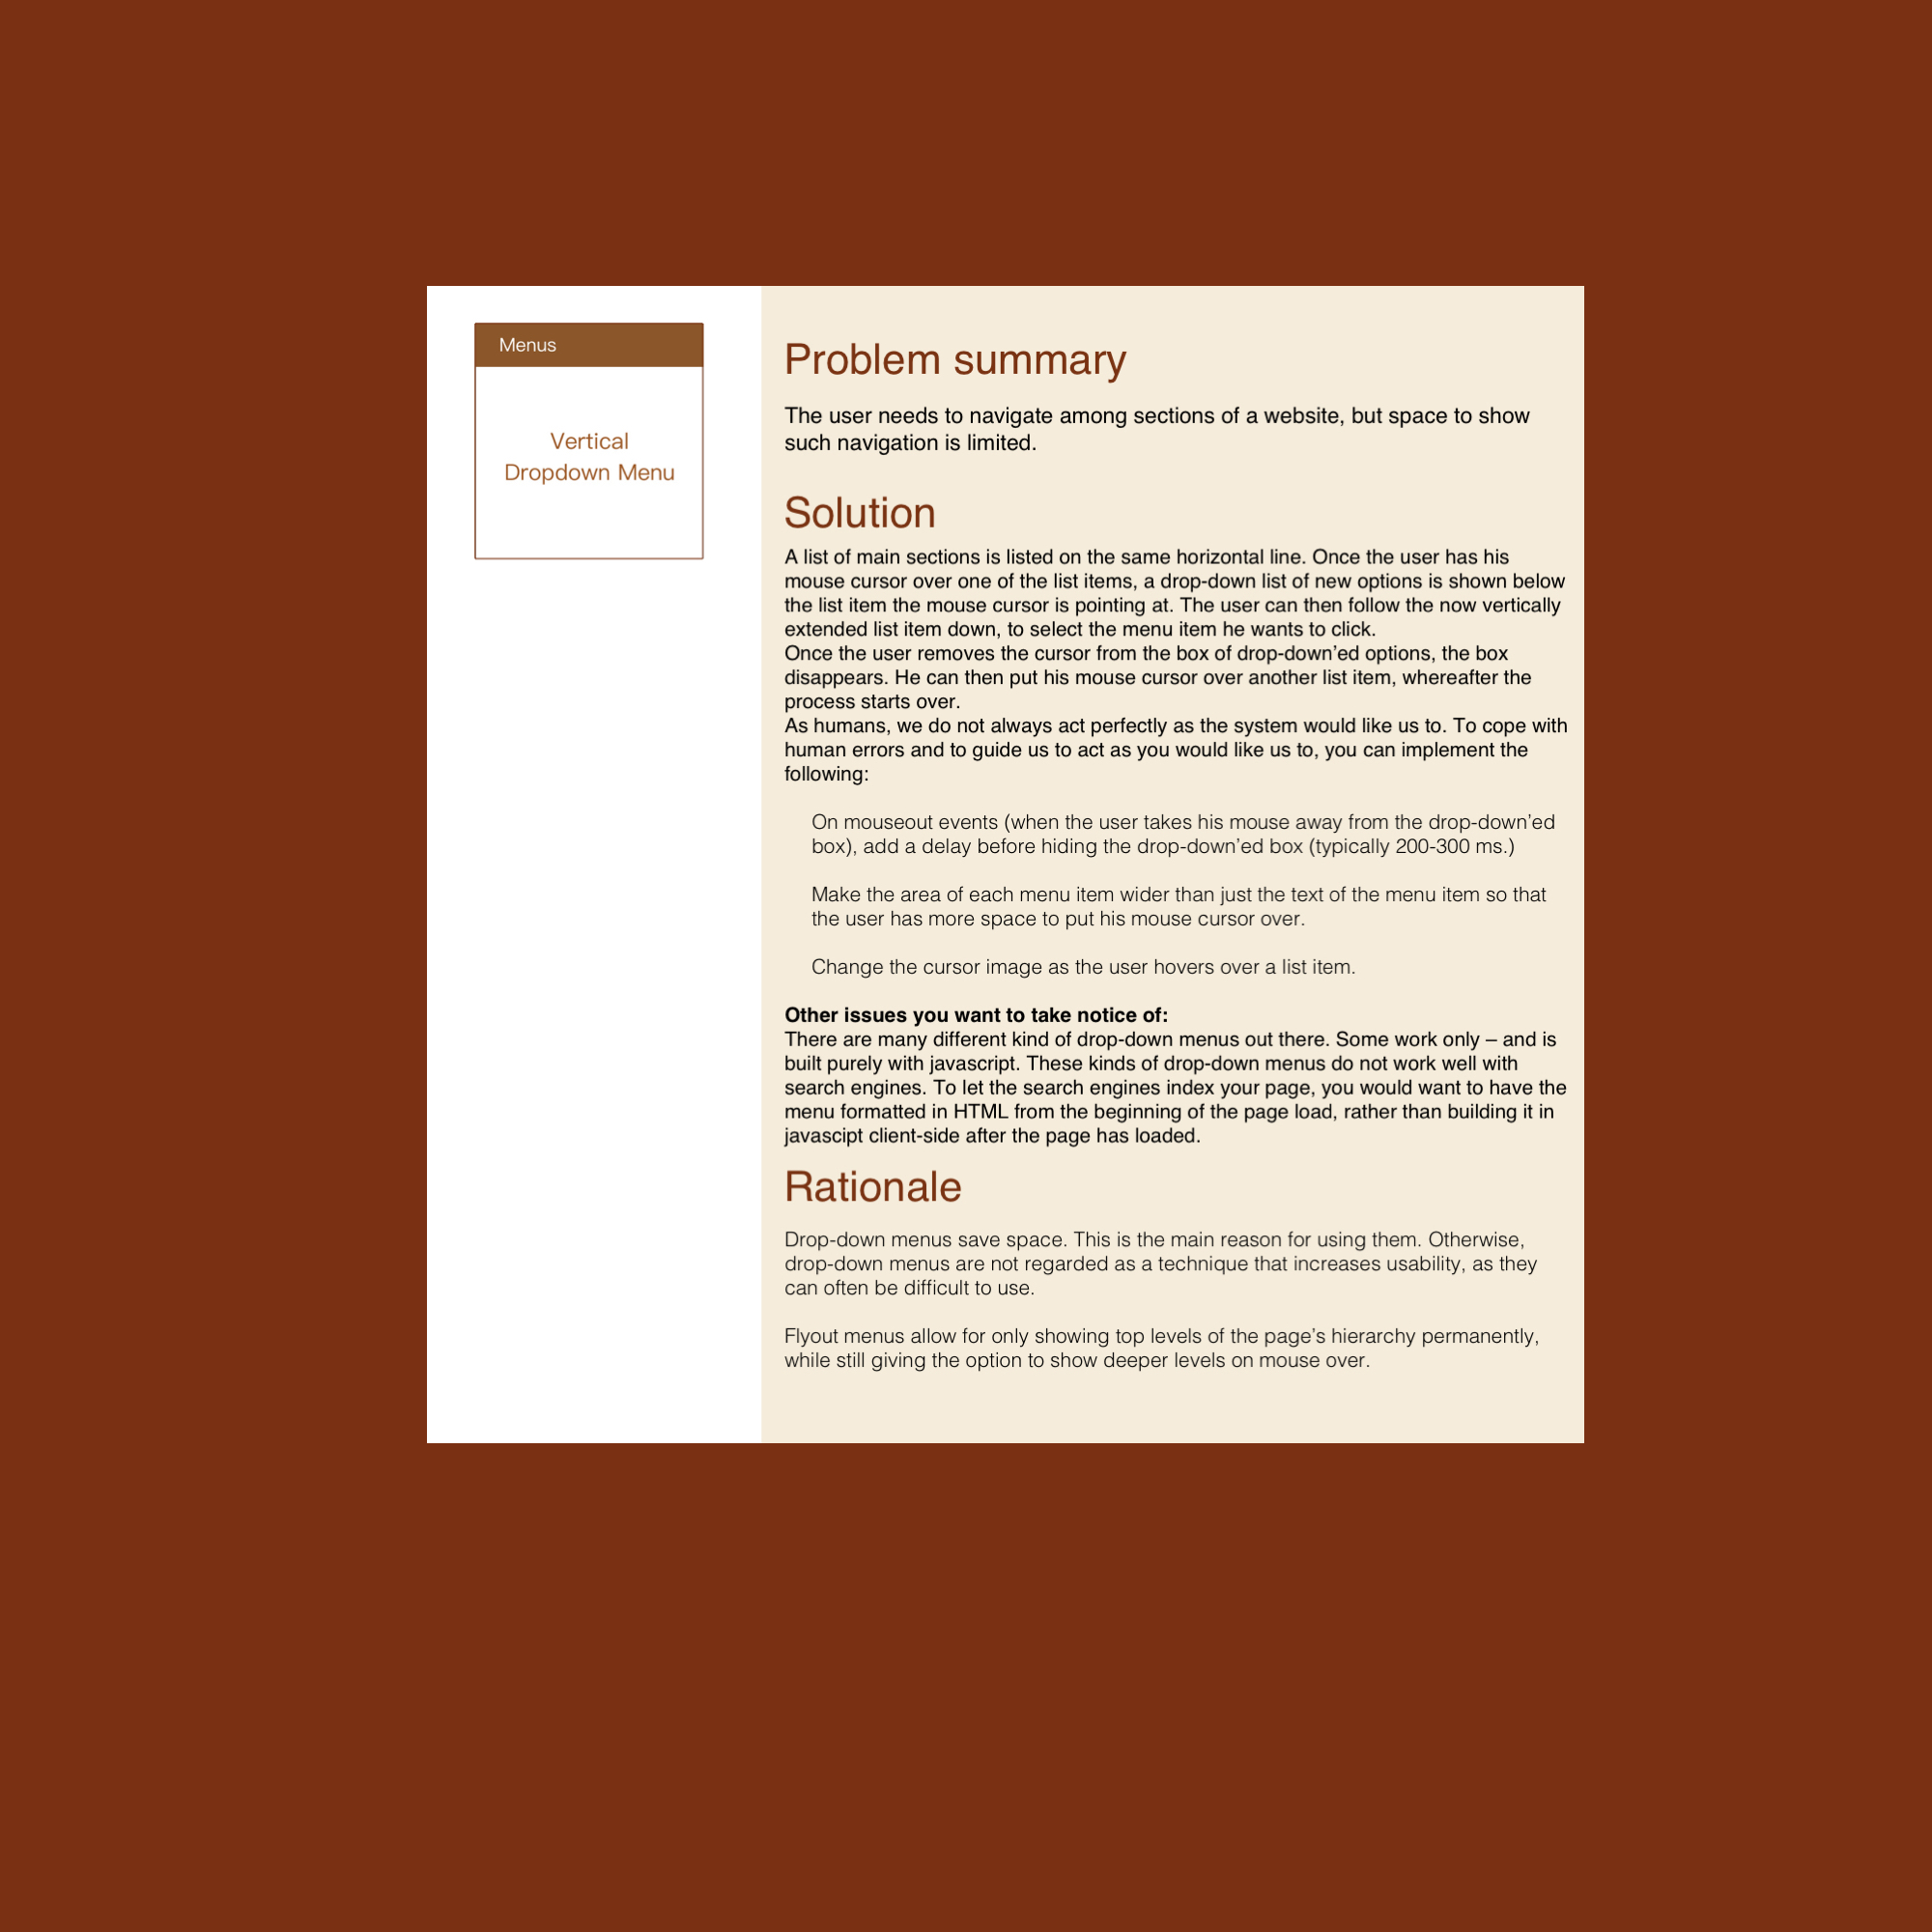 Menus
Vertical
Dropdown Menu
Problem summary
The user needs to navigate among sections of a website, but space to show
such navigation is limited.
Solution
A list of main sections is listed on the same horizontal line. Once the user has his
mouse cursor over one of the list items, a drop-down list of new options is shown below
the list item the mouse cursor is pointing at. The user can then follow the now vertically
extended list item down, to select the menu item he wants to click.
Once the user removes the cursor from the box of drop-down’ed options, the box
disappears. He can then put his mouse cursor over another list item, whereafter the
process starts over.
As humans, we do not always act perfectly as the system would like us to. To cope with
human errors and to guide us to act as you would like us to, you can implement the
following:
On mouseout events (when the user takes his mouse away from the drop-down’ed
box), add a delay before hiding the drop-down’ed box (typically 200-300 ms.)
Make the area of each menu item wider than just the text of the menu item so that
the user has more space to put his mouse cursor over.
Change the cursor image as the user hovers over a list item.
Other issues you want to take notice of:
There are many different kind of drop-down menus out there. Some work only – and is
built purely with javascript. These kinds of drop-down menus do not work well with
search engines. To let the search engines index your page, you would want to have the
menu formatted in HTML from the beginning of the page load, rather than building it in
javascipt client-side after the page has loaded.
Rationale
Drop-down menus save space. This is the main reason for using them. Otherwise,
drop-down menus are not regarded as a technique that increases usability, as they
can often be difficult to use.
Flyout menus allow for only showing top levels of the page’s hierarchy permanently,
while still giving the option to show deeper levels on mouse over.